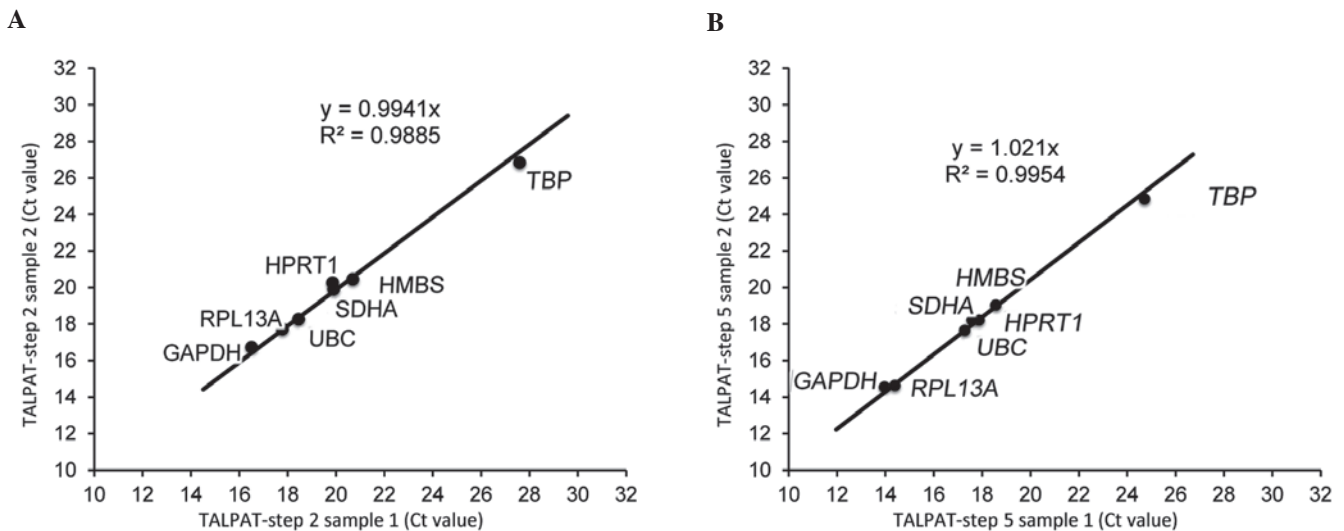 A
32
30
28
26
24
22
20
18
16
14
12
10
y = 0.9941x
R² = 0.9885
TBP
HPRT1
HMBS
SDHA
RPL13A
UBC
GAPDH
10 12 14 16 18 20 22 24 26 28 30 32
TALPAT-step 2 sample 1 (Ct value)
TALPAT-step 2 sample 2 (Ct value)
B
32
30
28
26
24
22
20
18
16
14
12
10
y = 1.021x
R² = 0.9954
TBP
HMBS
SDHA
HPRT1
UBC
GAPDH
RPL13A
10 12 14 16 18 20 22 24 26 28 30 32
TALPAT-step 5 sample 1 (Ct value)
TALPAT-step 5 sample 2 (Ct value)